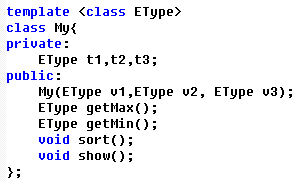 template <class EType>
class My{
private:
    EType t1,t2,t3;
public:
    My(EType v1,EType v2, EType v3);
    EType getMax();
    EType getMin();
    void sort();
    void show();
};